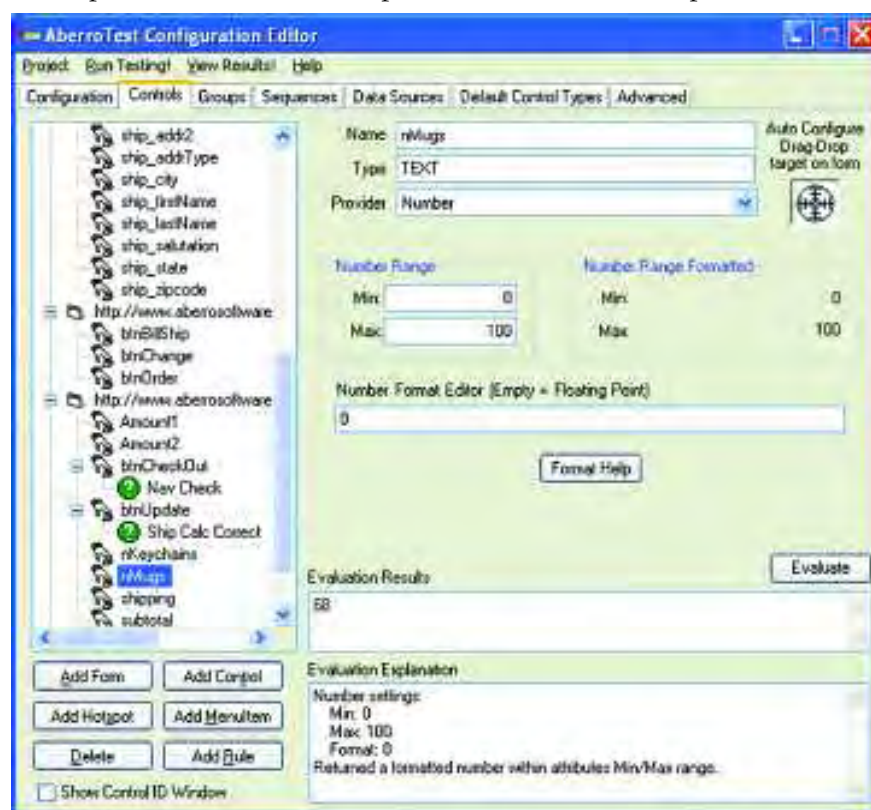 AberroTest Configuration Editor
Project Run Testing! View Results! Help
Configuration Controls Groups Sequences Data Sources Default Control Types Advanced
ship_addr2
ship_addrType
ship_city
ship_firstName
ship_lastName
ship_salutation
ship_state
ship_zipcode
http://www.aberrosoftware
btnBillShip
btnChange
btnOrder
http://www.aberrosoftware
Amount1
Amount2
btnCheckOut
Nav Check
btnUpdate
Ship Calc Correct
nKeychains
nMugs
shipping
subtotal
Add Form Add Control
Add Hotspot Add MenuItem
Delete Add Rule
Show Control ID Window
Name nMugs
Type TEXT
Provider Number
Auto Configure
Drag-Drop
target on form
Number Range Number Range Formatted
Min: 0 Min: 0
Max: 100 Max: 100
Number Format Editor (Empty = Floating Point)
0
Format Help
Evaluate
Evaluation Results
68
Evaluation Explanation
Number settings:
Min: 0
Max: 100
Format: 0
Returned a formatted number within attributes Min/Max range.